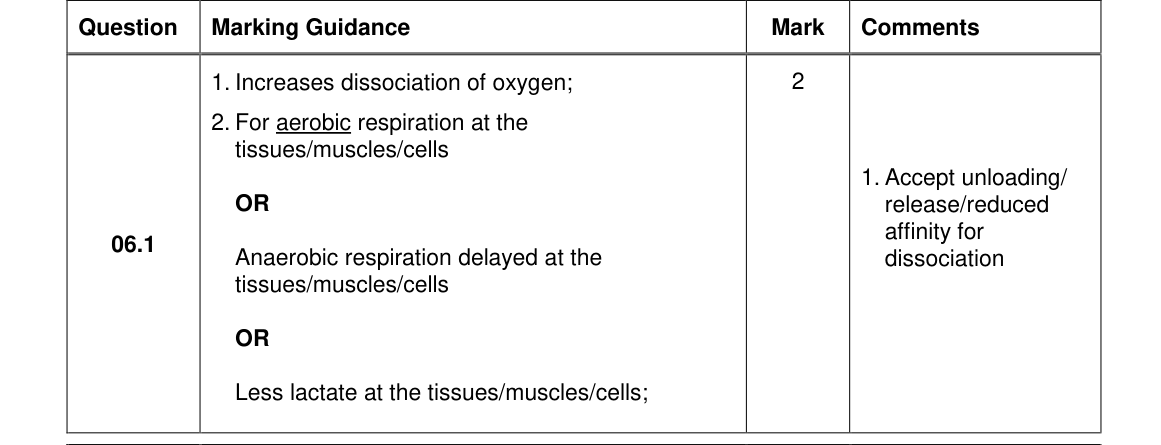 Question Marking Guidance Mark Comments
06.1
1. Increases dissociation of oxygen;
2. For aerobic respiration at the
tissues/muscles/cells
OR
Anaerobic respiration delayed at the
tissues/muscles/cells
OR
Less lactate at the tissues/muscles/cells;
2
1. Accept unloading/
release/reduced
affinity for
dissociation